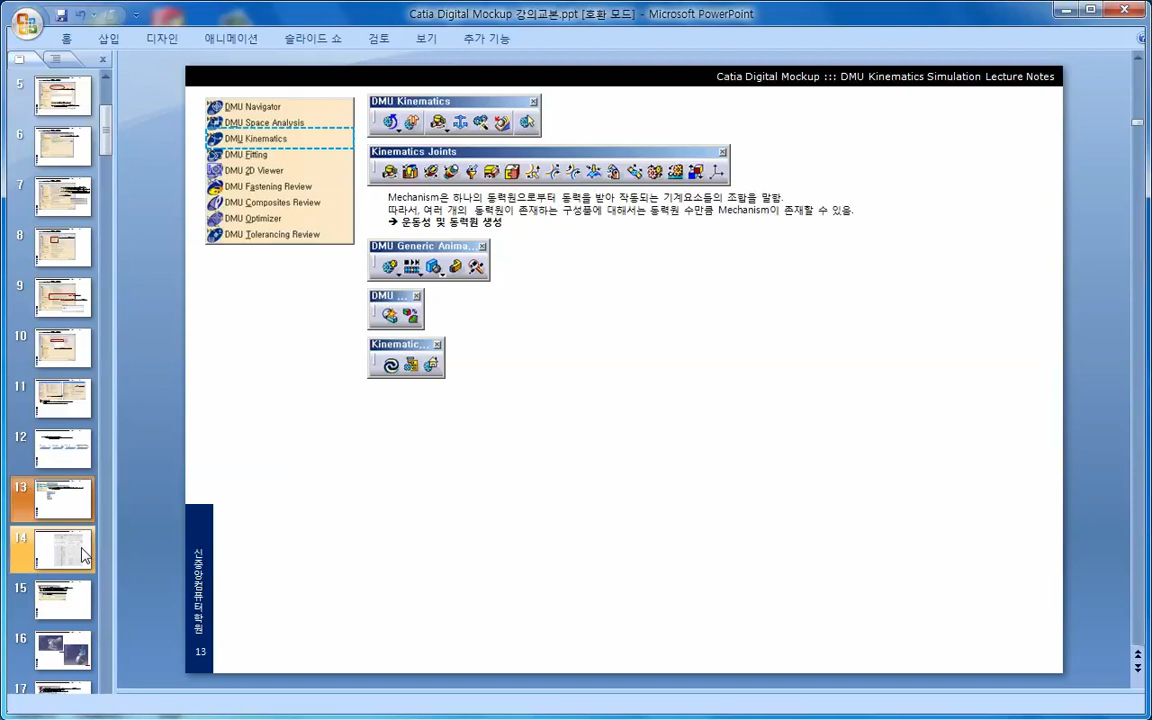 Catia Digital Mockup 강의교본.ppt [호환 모드] - Microsoft PowerPoint
홈 삽입 디자인 애니메이션 슬라이드 쇼 검토 보기 추가 기능
5
6
7
8
9
10
11
12
13
14
15
16
17
Catia Digital Mockup ::: DMU Kinematics Simulation Lecture Notes
DMU Navigator
DMU Space Analysis
DMU Kinematics
DMU Fitting
DMU 2D Viewer
DMU Fastening Review
DMU Composites Review
DMU Optimizer
DMU Tolerancing Review
DMU Kinematics
Kinematics Joints
Mechanism은 하나의 동력원으로부터 동력을 받아 작동되는 기계요소들의 조합을 말함.
따라서, 여러 개의 동력원이 존재하는 구성품에 대해서는 동력원 수만큼 Mechanism이 존재할 수 있음.
➔ 운동성 및 동력원 생성
DMU Generic Anima...
DMU ...
Kinematic...
신중앙컴퓨터학원
13